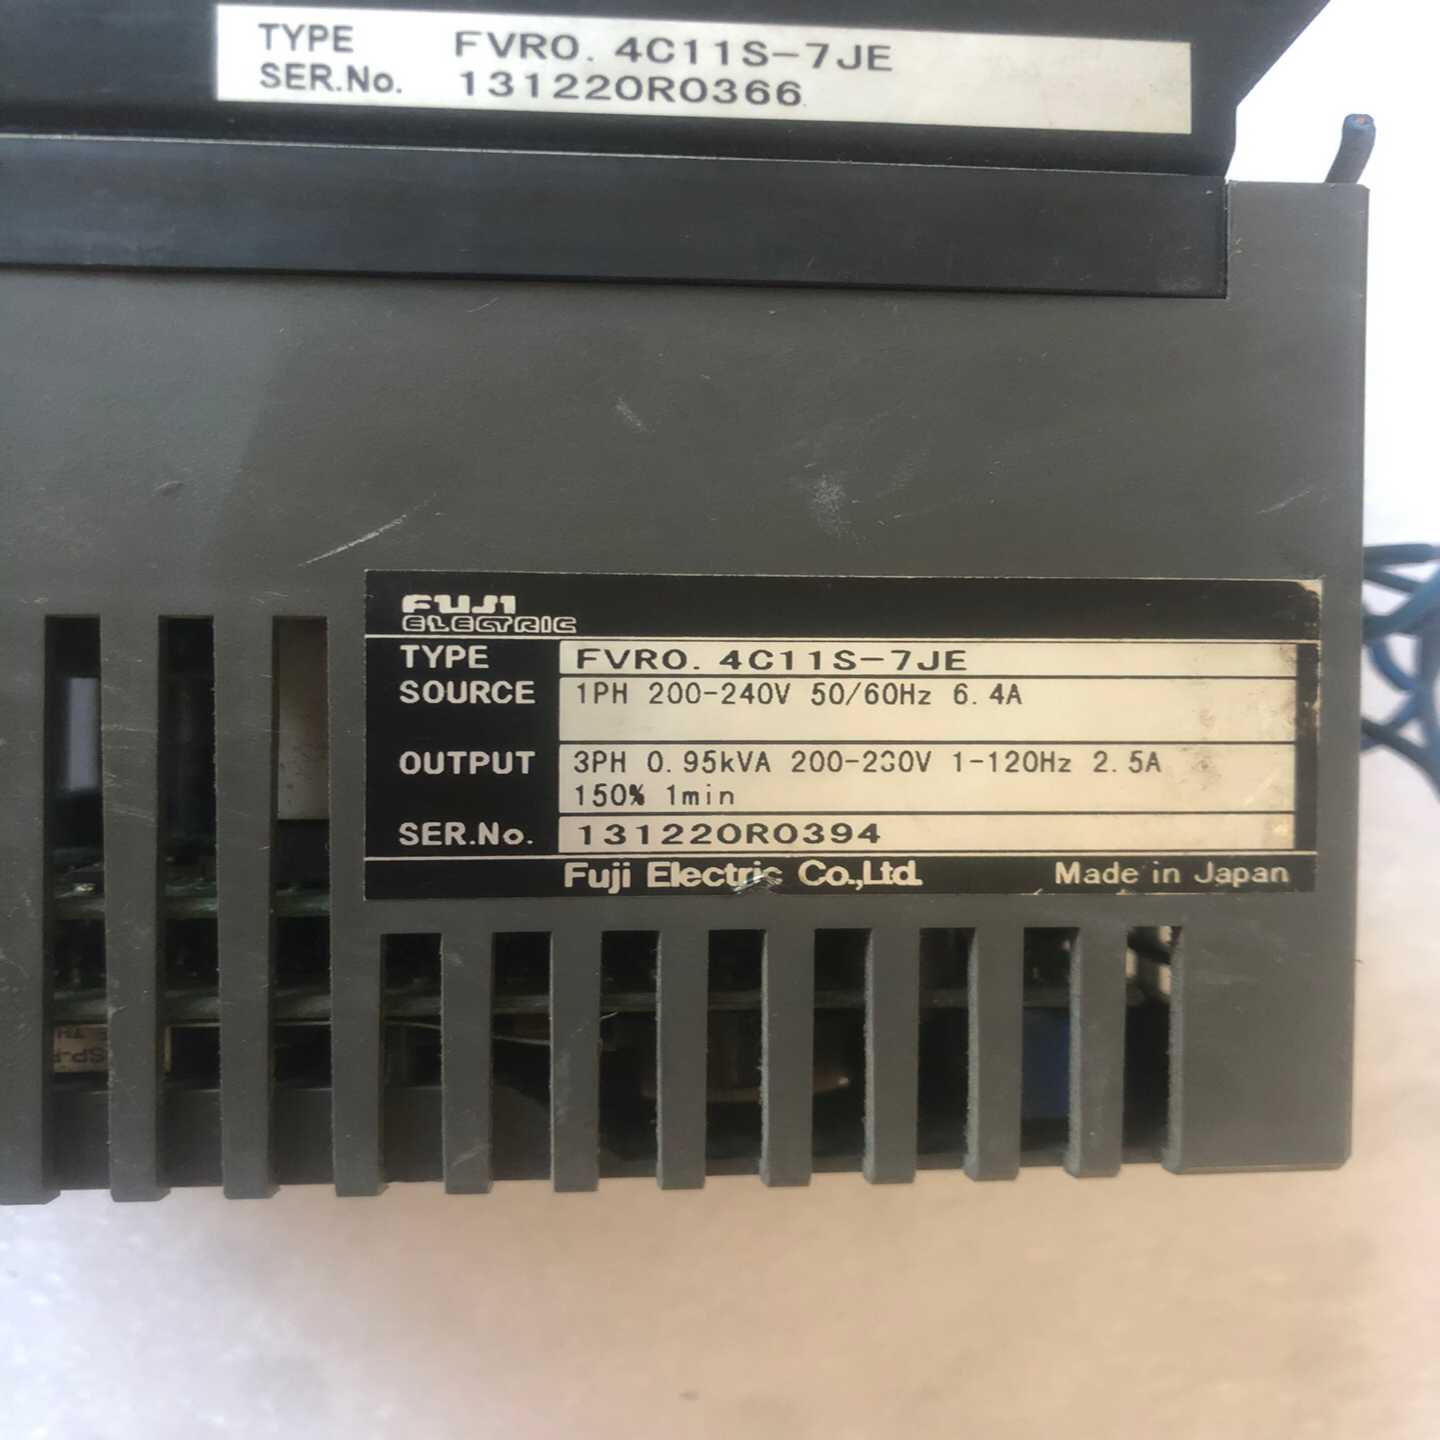 TYPE FVR0.4C11S-7JE
SER.No. 131220R0366
FUJI
ELECTRIC
TYPE FVR0.4C11S-7JE
SOURCE 1PH 200-240V 50/60Hz 6.4A
OUTPUT 3PH 0.95kVA 200-230V 1-120Hz 2.5A
150% 1min
SER.No. 131220R0394
Fuji Electric Co.,Ltd. Made in Japan